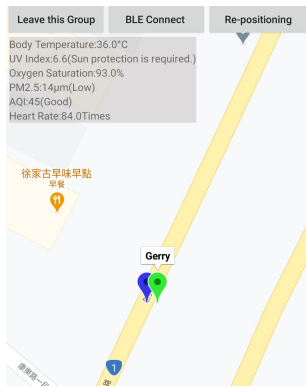 Leave this Group
BLE Connect
Re-positioning
Body Temperature:36.0°C
UV Index:6.6(Sun protection is required.)
Oxygen Saturation:93.0%
PM2.5:14μm(Low)
AQI:45(Good)
Heart Rate:84.0Times
徐家古早味早點
早餐
Gerry
1